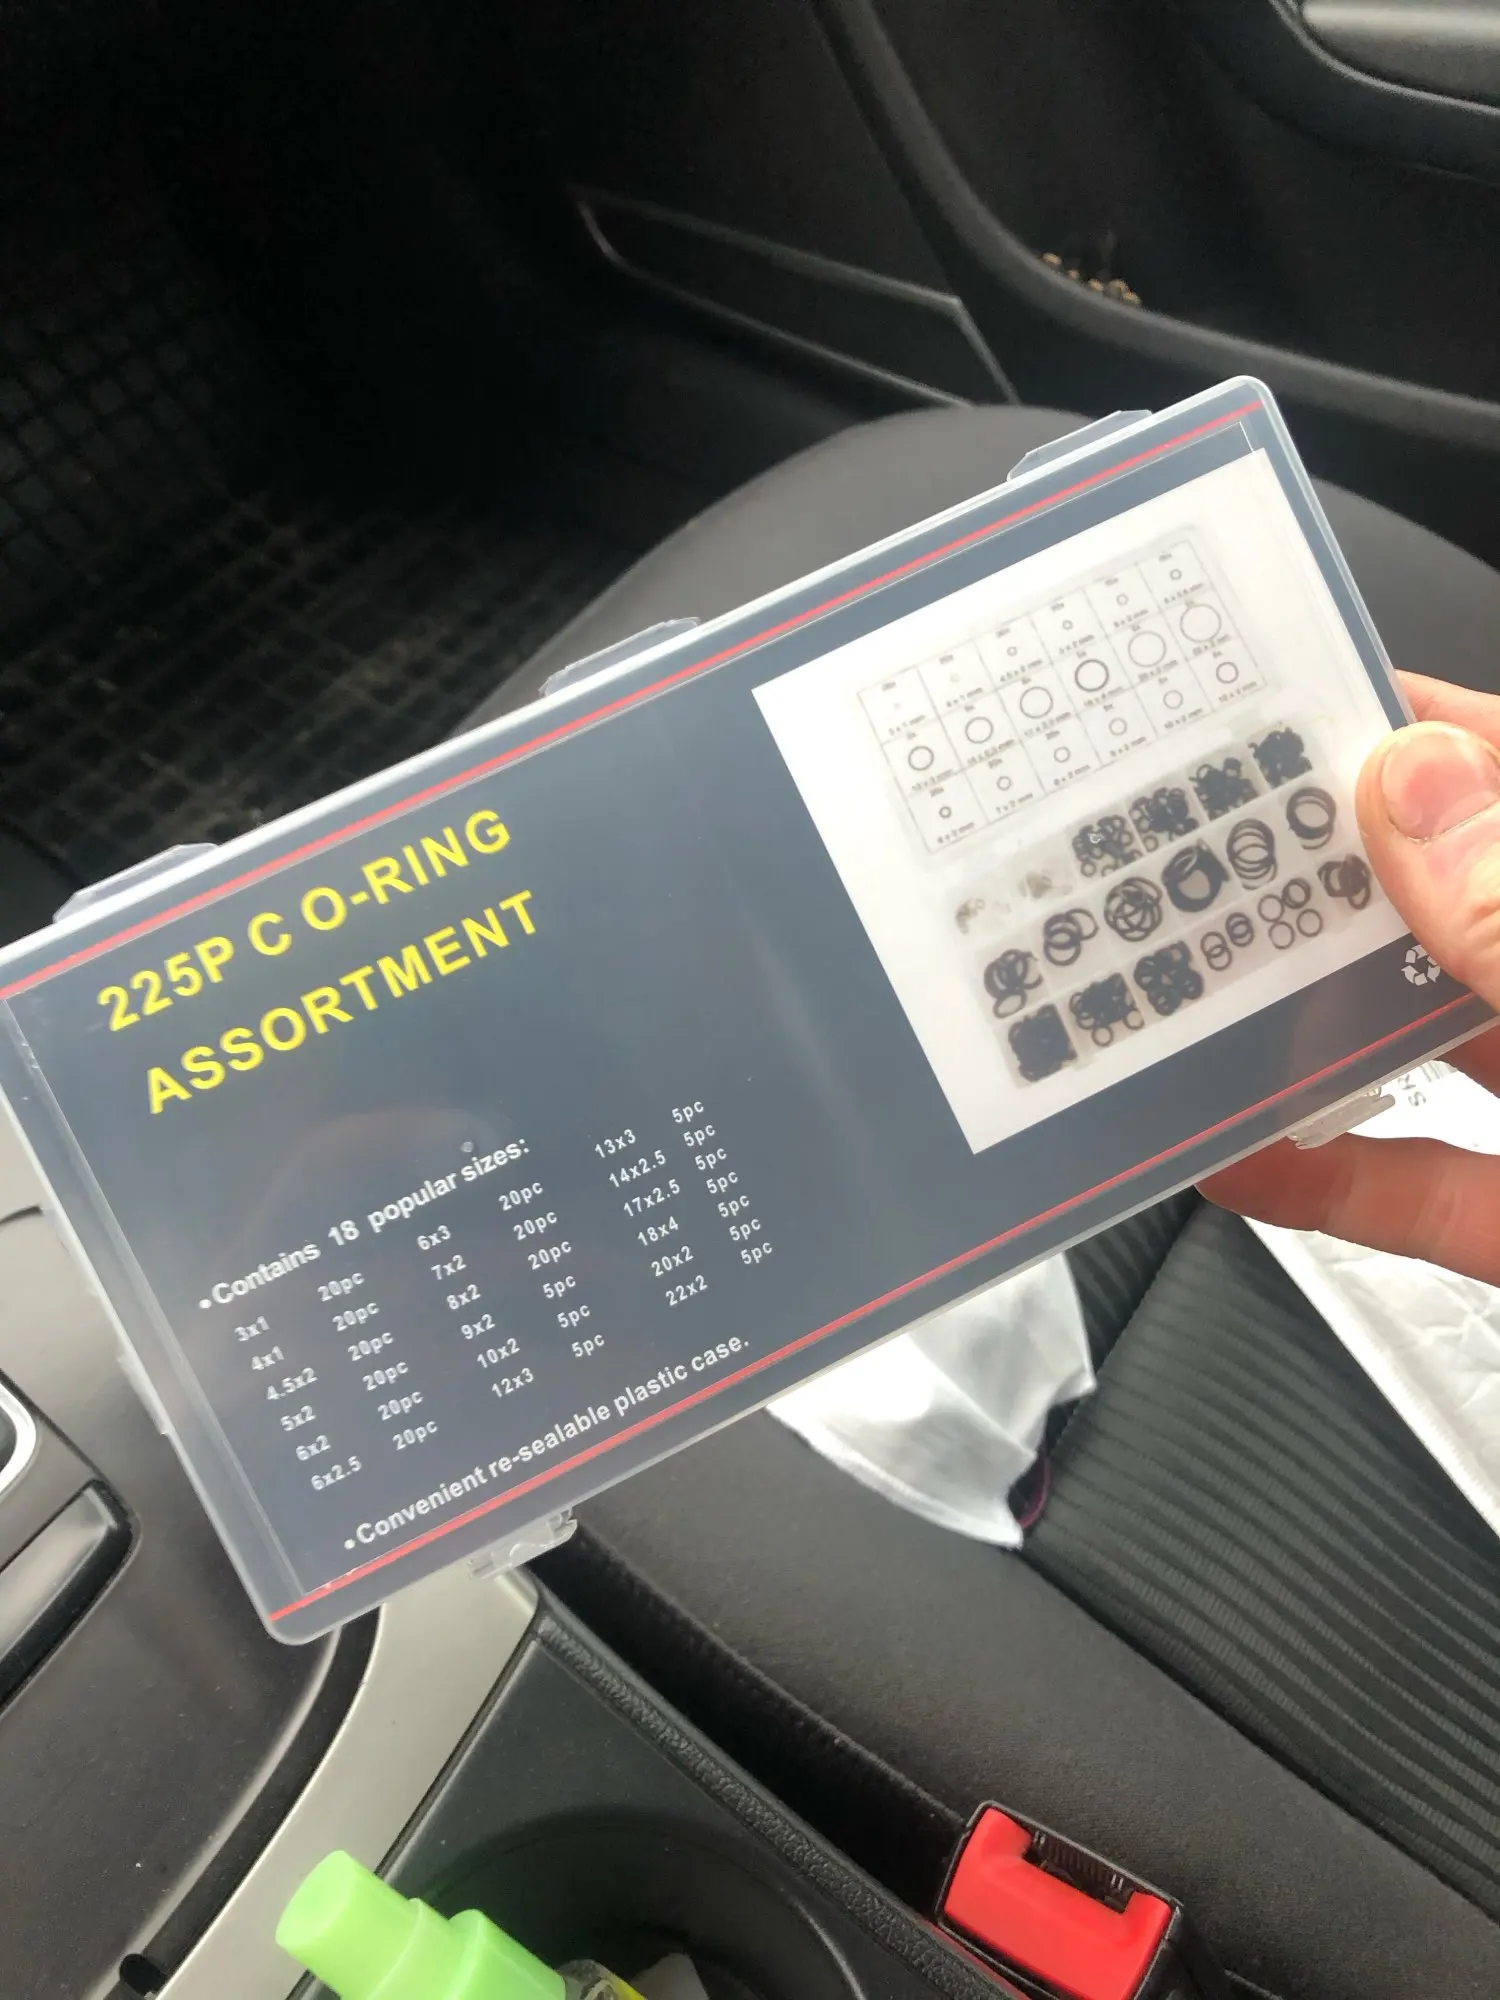 225P C O-RING
ASSORTMENT
•Contains 18 popular sizes:
3x1 20pc
4x1 20pc
4.5x2 20pc
5x2 20pc
6x2 20pc
6x2.5 20pc
6x3 20pc
7x2 20pc
8x2 20pc
9x2 5pc
10x2 5pc
12x3 5pc
13x3 5pc
14x2.5 5pc
17x2.5 5pc
18x4 5pc
20x2 5pc
22x2 5pc
5pc
•Convenient re-sealable plastic case.